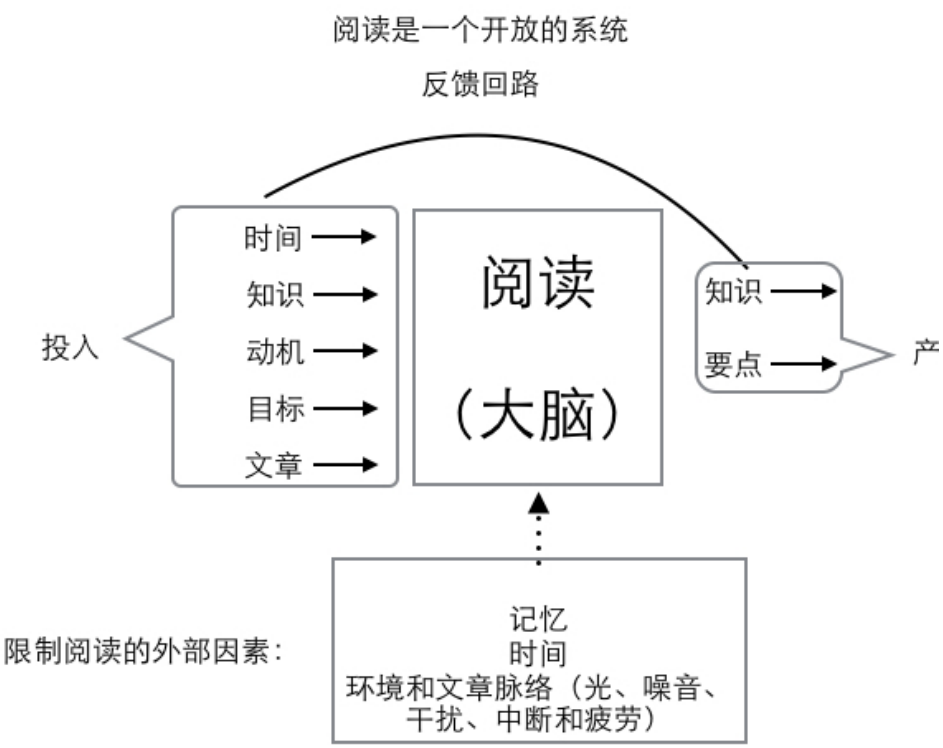 阅读是一个开放的系统
反馈回路
投入
时间
知识
动机
目标
文章
阅读
（大脑）
知识
要点
产
限制阅读的外部因素：
记忆
时间
环境和文章脉络（光、噪音、
干扰、中断和疲劳）